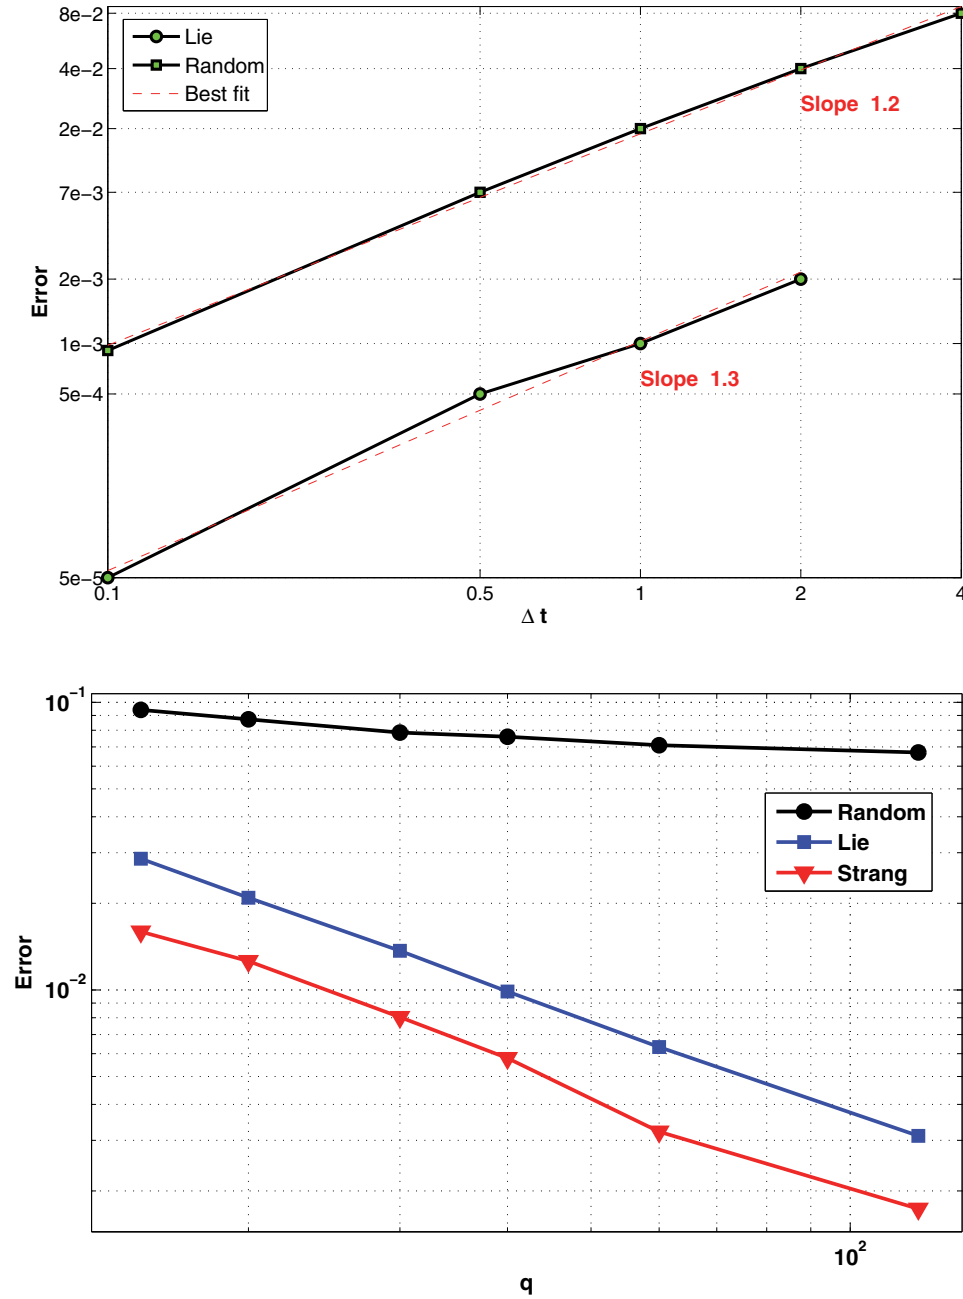 8e−2
4e−2
2e−2
7e−3
2e−3
1e−3
5e−4
5e−5
Error
Lie
Random
Best fit
Slope 1.2
Slope 1.3
0.1
0.5
1
2
4
Δ t
10^-1
10^-2
Error
Random
Lie
Strang
10^2
q